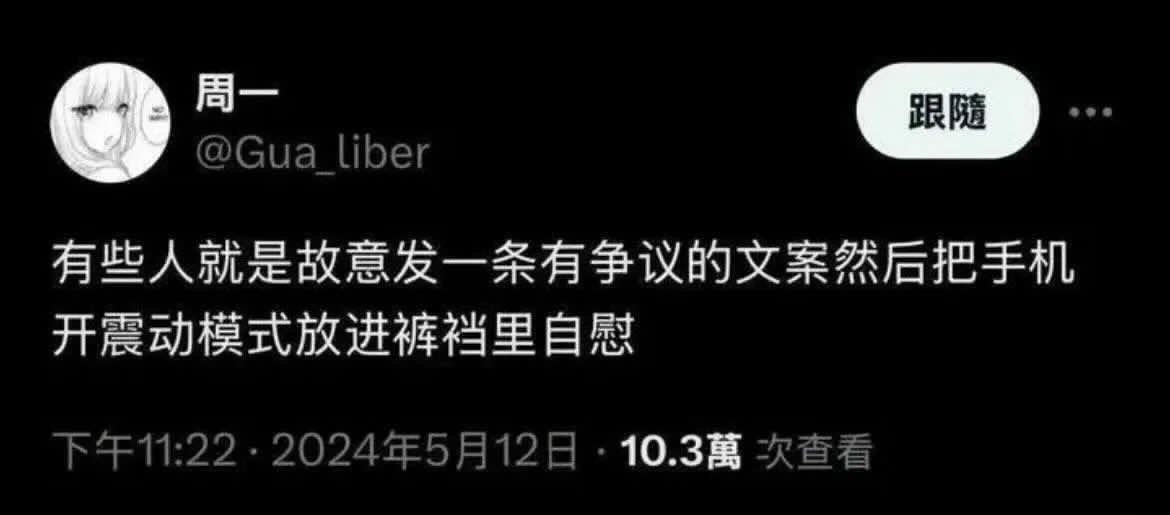 周一
@Gua_liber
跟隨
有些人就是故意发一条有争议的文案然后把手机
开震动模式放进裤裆里自慰
下午11:22 · 2024年5月12日 · 10.3萬 次查看